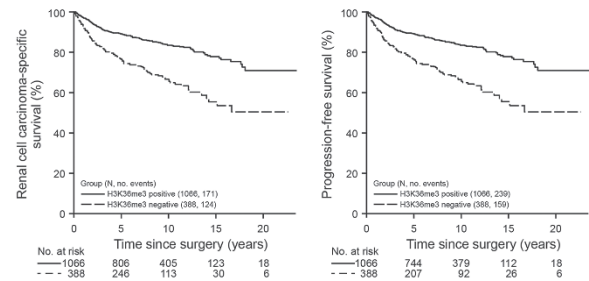 Renal cell carcinoma-specific
survival (%)
100
80
60
40
20
0
Group (N, no. events)
H3K36me3 positive (1066, 171)
H3K36me3 negative (388, 124)
0 5 10 15 20
Time since surgery (years)
No. at risk
1066 806 405 123 18
388 246 113 30 6
Progression-free survival (%)
100
80
60
40
20
0
Group (N, no. events)
H3K36me3 positive (1066, 239)
H3K36me3 negative (388, 159)
0 5 10 15 20
Time since surgery (years)
No. at risk
1066 744 379 112 18
388 207 92 26 6